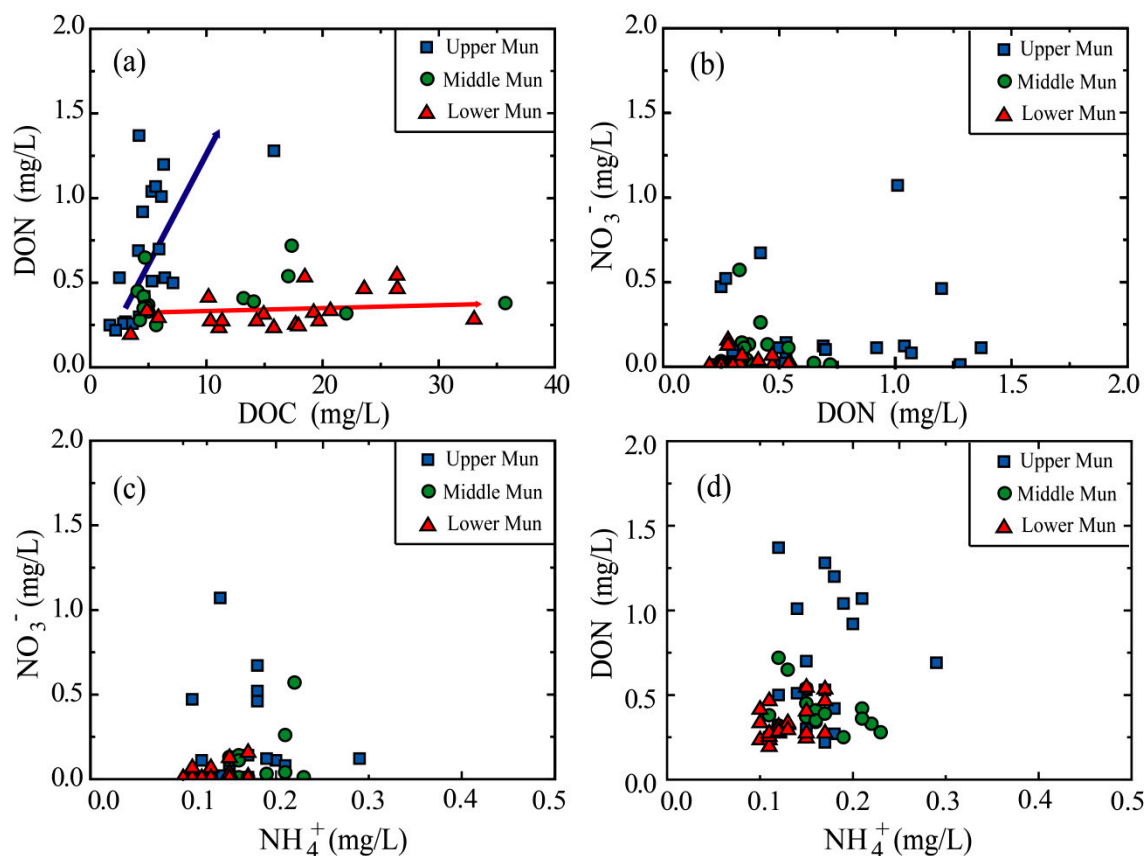 (a)
Upper Mun
Middle Mun
Lower Mun
2.0
1.5
1.0
0.5
0.0
DON (mg/L)
0 10 20 30 40
DOC (mg/L)
(b)
Upper Mun
Middle Mun
Lower Mun
2.0
1.5
1.0
0.5
0.0
NO₃⁻ (mg/L)
0.0 0.5 1.0 1.5 2.0
DON (mg/L)
(c)
Upper Mun
Middle Mun
Lower Mun
2.0
1.5
1.0
0.5
0.0
NO₃⁻ (mg/L)
0.0 0.1 0.2 0.3 0.4 0.5
NH₄⁺ (mg/L)
(d)
Upper Mun
Middle Mun
Lower Mun
2.0
1.5
1.0
0.5
0.0
DON (mg/L)
0.0 0.1 0.2 0.3 0.4 0.5
NH₄⁺ (mg/L)